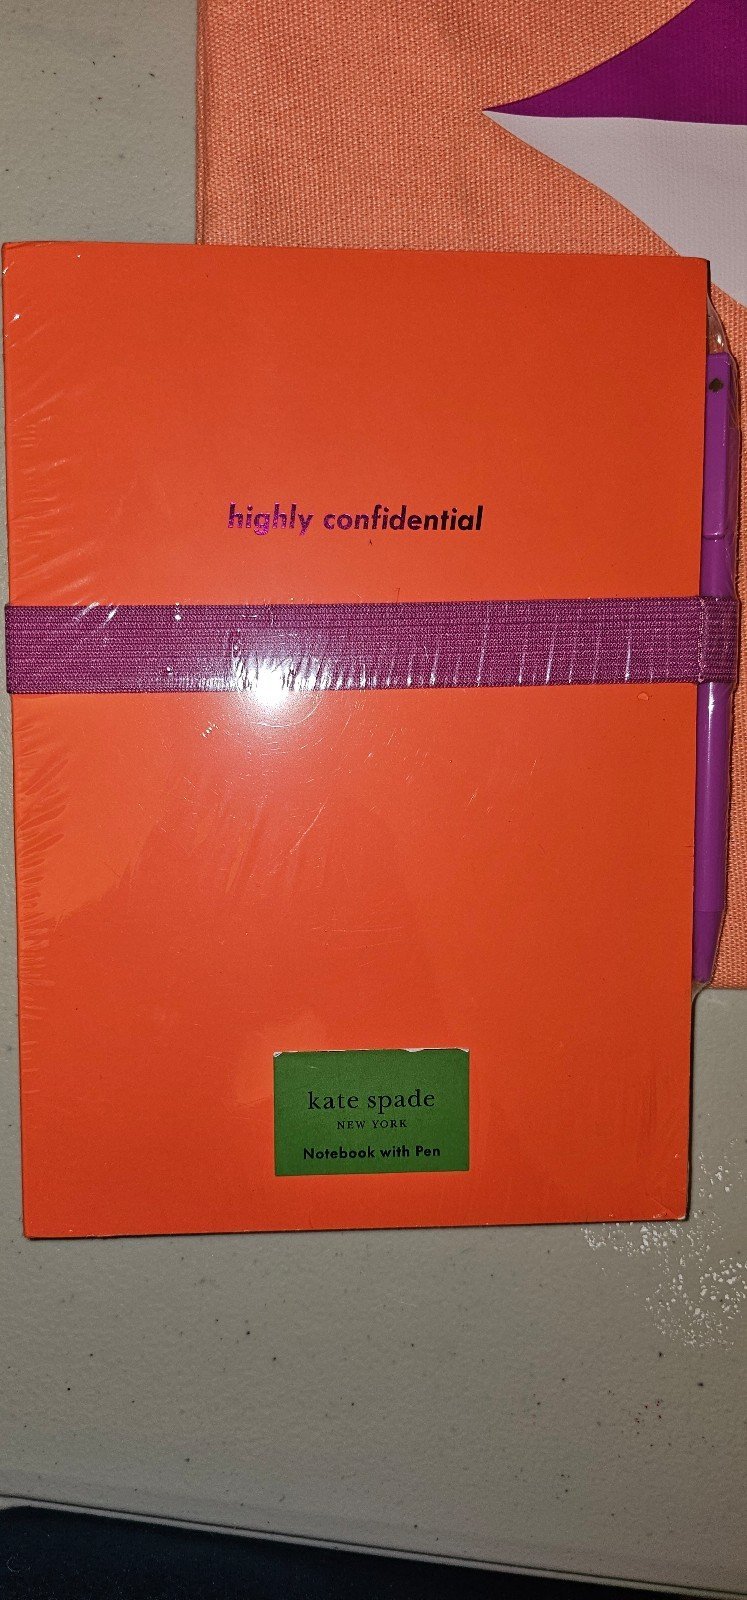 highly confidential
kate spade
NEW YORK
Notebook with Pen